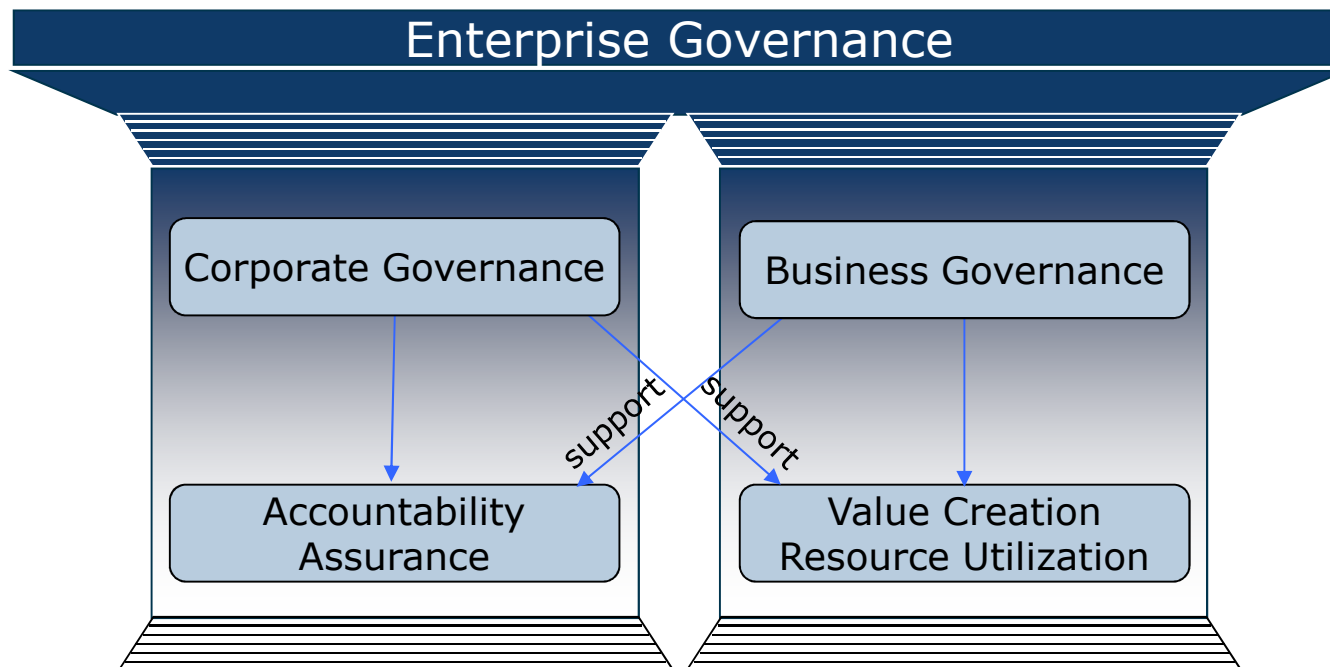 Enterprise Governance
Corporate Governance
Business Governance
support
support
Accountability
Assurance
Value Creation
Resource Utilization